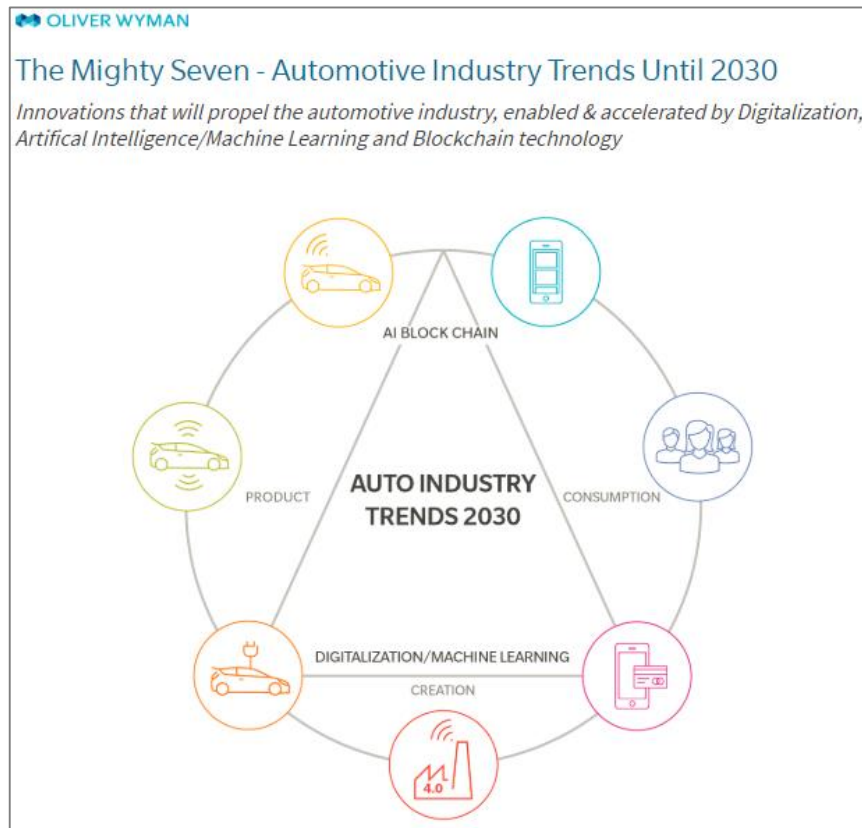 OLIVER WYMAN
The Mighty Seven - Automotive Industry Trends Until 2030
Innovations that will propel the automotive industry, enabled & accelerated by Digitalization,
Artifical Intelligence/Machine Learning and Blockchain technology
AI BLOCK CHAIN
PRODUCT
AUTO INDUSTRY
TRENDS 2030
CONSUMPTION
DIGITALIZATION/MACHINE LEARNING
CREATION
4.0